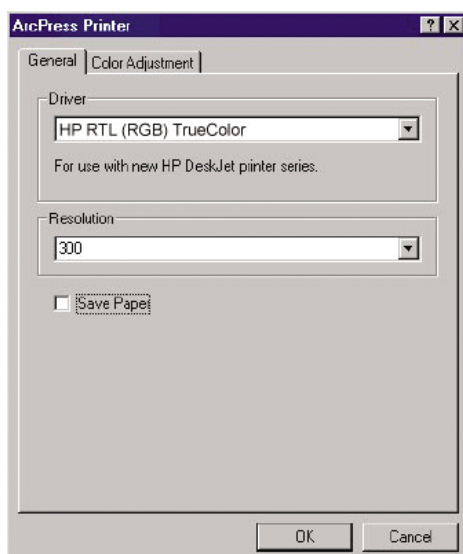 ArcPress Printer
General Color Adjustment
Driver
HP RTL (RGB) TrueColor
For use with new HP DeskJet printer series.
Resolution
300
Save Paper
OK Cancel